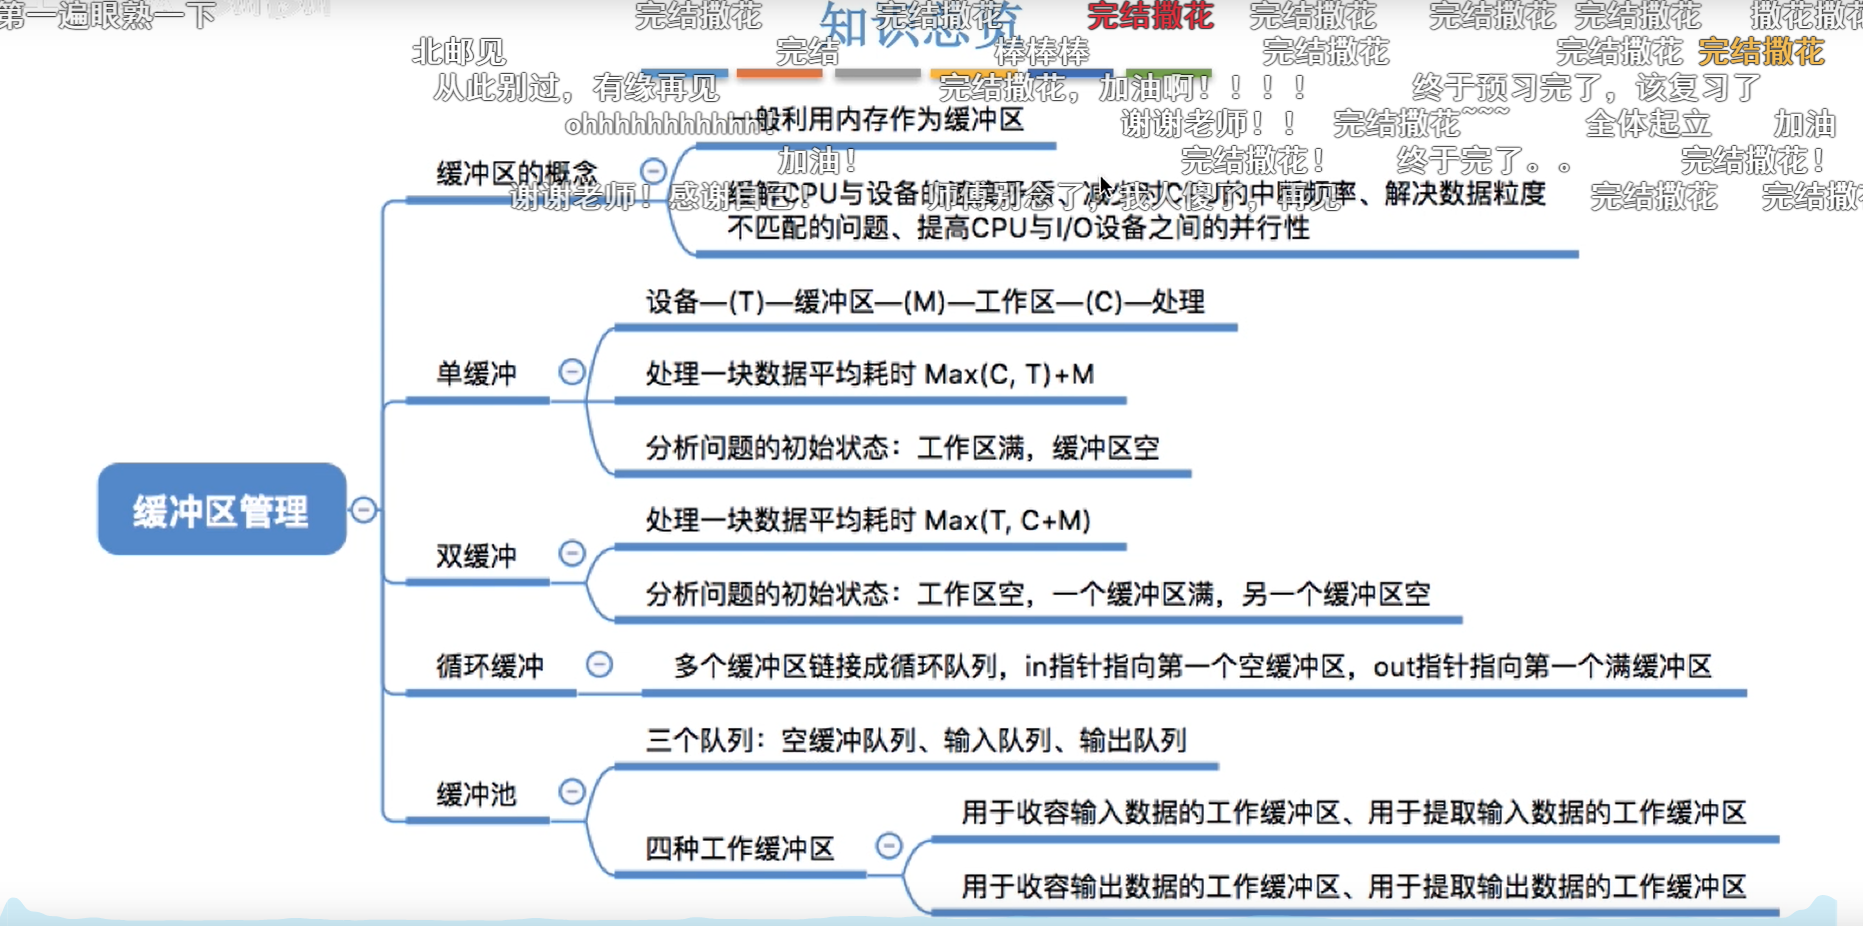 第一遍眼熟一下
完结撒花
知识总览
完结撒花
完结撒花
完结撒花
完结撒花
完结撒花
撒花撒花
北邮见
完结
棒棒棒
完结撒花
完结撒花
完结撒花
从此别过，有缘再见
完结撒花，加油啊！！！！
终于预习完了，该复习了
一般利用内存作为缓冲区
ohhhhhhhhhhh!
谢谢老师！！
完结撒花~~~
全体起立
加油
加油！
完结撒花！
终于完了。。
完结撒花！
缓冲区的概念
谢谢老师！感谢自己！
师傅别念了，我人傻了，再见
完结撒花
完结撒
缓解CPU与设备的速度矛盾、减少对CPU的中断频率、解决数据粒度
不匹配的问题、提高CPU与I/O设备之间的并行性
设备—(T)—缓冲区—(M)—工作区—(C)—处理
单缓冲
处理一块数据平均耗时 Max(C, T)+M
分析问题的初始状态：工作区满，缓冲区空
缓冲区管理
处理一块数据平均耗时 Max(T, C+M)
双缓冲
分析问题的初始状态：工作区空，一个缓冲区满，另一个缓冲区空
循环缓冲
多个缓冲区链接成循环队列，in指针指向第一个空缓冲区，out指针指向第一个满缓冲区
三个队列：空缓冲队列、输入队列、输出队列
缓冲池
四种工作缓冲区
用于收容输入数据的工作缓冲区、用于提取输入数据的工作缓冲区
用于收容输出数据的工作缓冲区、用于提取输出数据的工作缓冲区